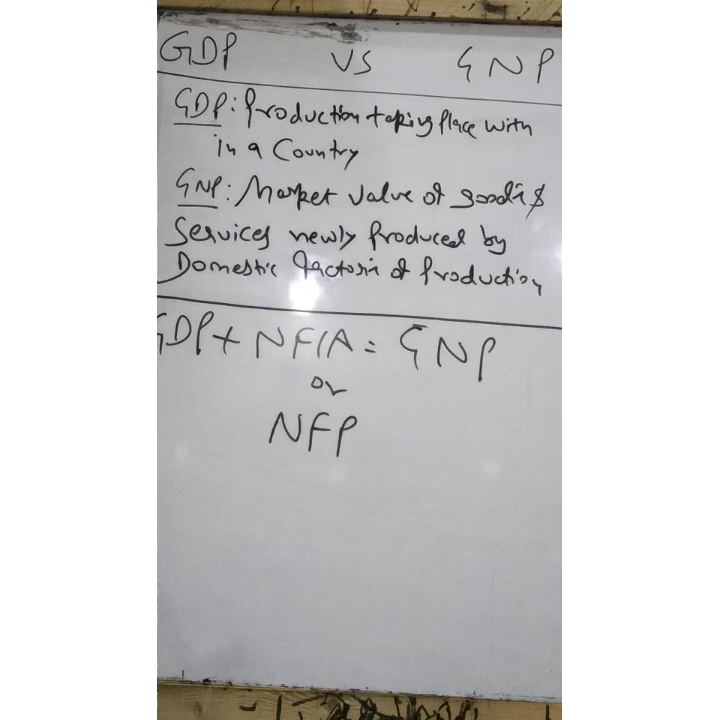 GDP VS GNP
GDP: Production taking place with
in a Country
GNP: Market value of goods &
Services newly produced by
Domestic factors of Production
GDP + NFIA = GNP
or
NFP